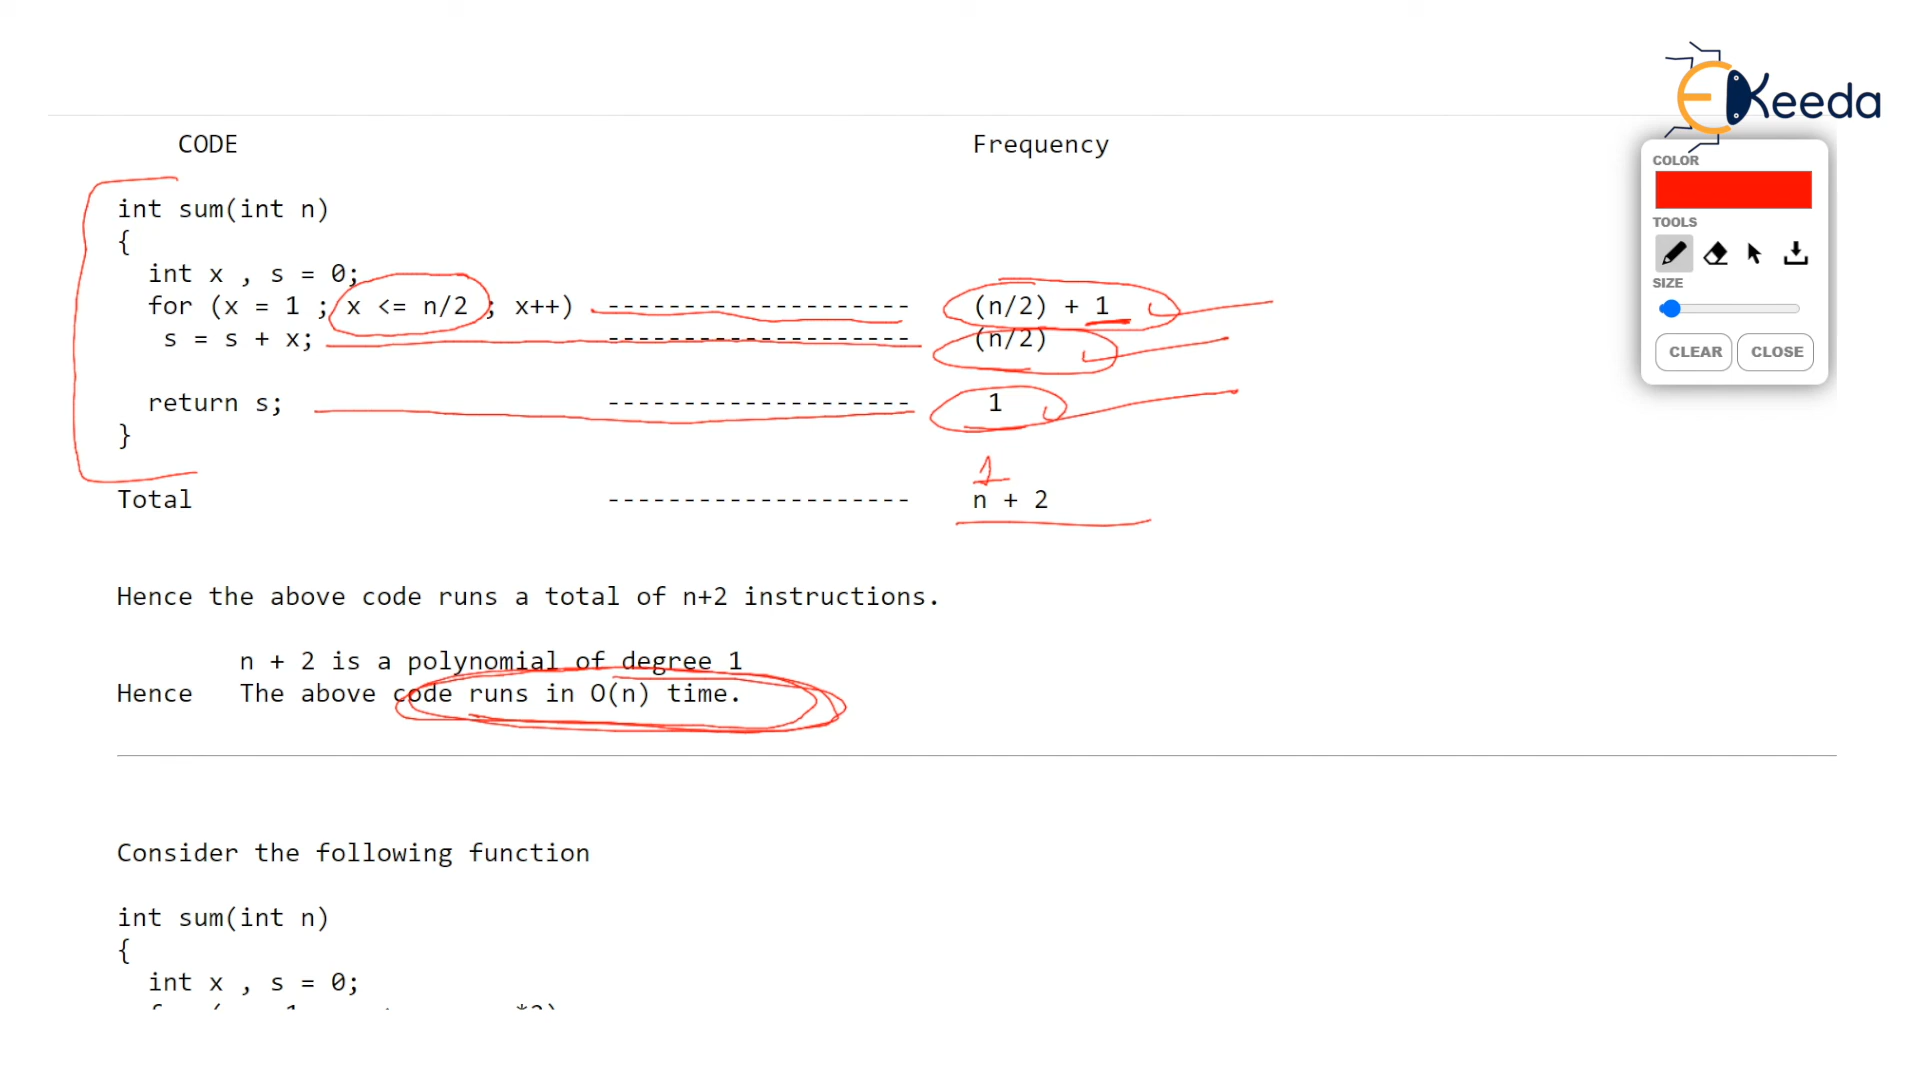 EKeeda
CODE Frequency
COLOR
int sum(int n)
{
TOOLS
int x , s = 0;
SIZE
for (x = 1 ; x <= n/2 ; x++) -------------------- (n/2) + 1
s = s + x; -------------------- (n/2)
CLEAR CLOSE
return s; -------------------- 1
}
1
Total -------------------- n + 2
Hence the above code runs a total of n+2 instructions.
n + 2 is a polynomial of degree 1
Hence The above code runs in O(n) time.
Consider the following function
int sum(int n)
{
int x , s = 0;